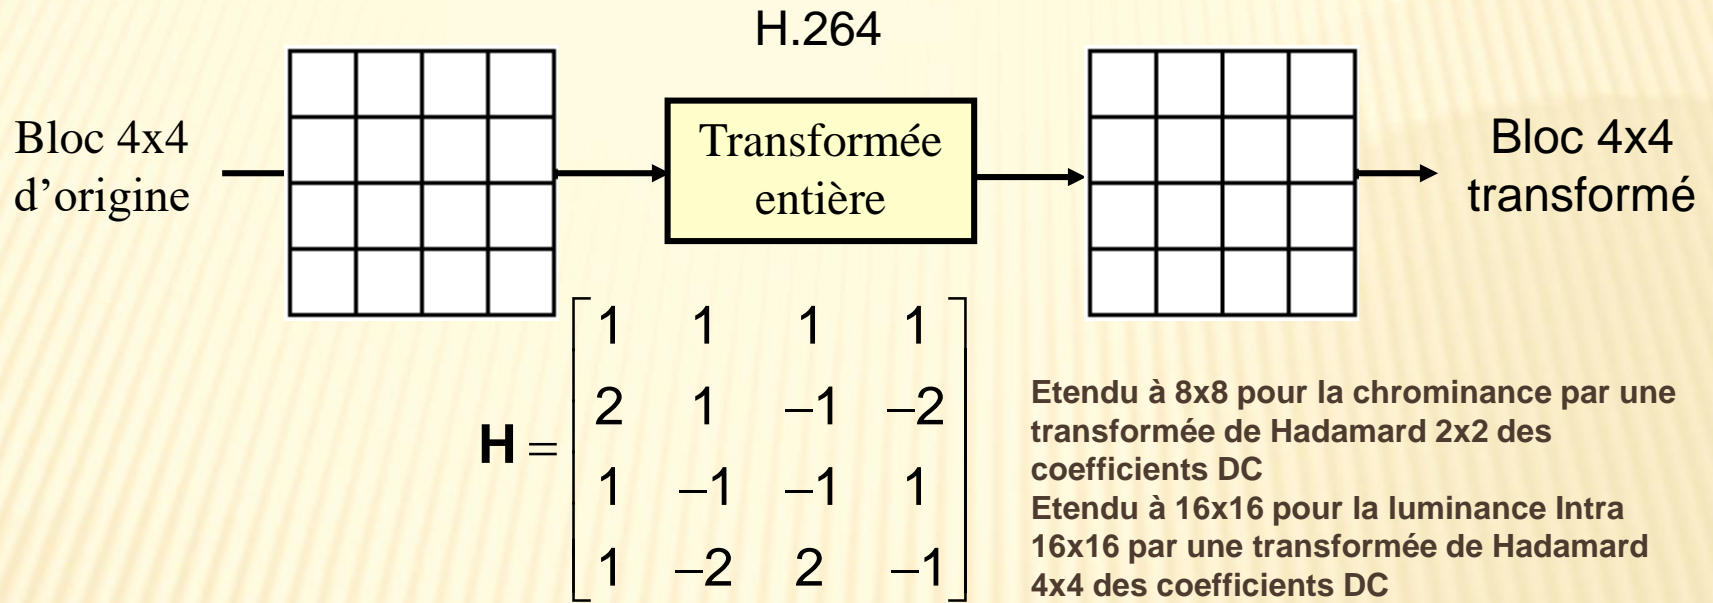 H.264
Bloc 4x4
d’origine
Transformée
entière
Bloc 4x4
transformé
H = 
1 1 1 1
2 1 –1 –2
1 –1 –1 1
1 –2 2 –1
Etendu à 8x8 pour la chrominance par une
transformée de Hadamard 2x2 des
coefficients DC
Etendu à 16x16 pour la luminance Intra
16x16 par une transformée de Hadamard
4x4 des coefficients DC